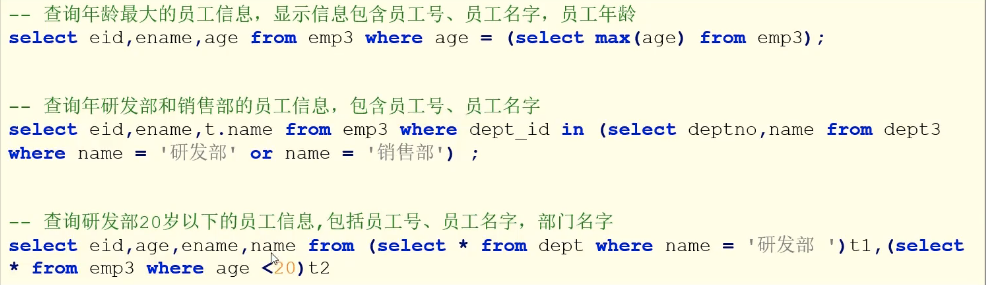 -- 查询年龄最大的员工信息，显示信息包含员工号、员工名字，员工年龄
select eid,ename,age from emp3 where age = (select max(age) from emp3);
-- 查询年研发部和销售部的员工信息，包含员工号、员工名字
select eid,ename,t.name from emp3 where dept_id in (select deptno,name from dept3
where name = '研发部' or name = '销售部') ;
-- 查询研发部20岁以下的员工信息,包括员工号、员工名字，部门名字
select eid,age,ename,name from (select * from dept where name = '研发部 ')t1,(select
* from emp3 where age <20)t2